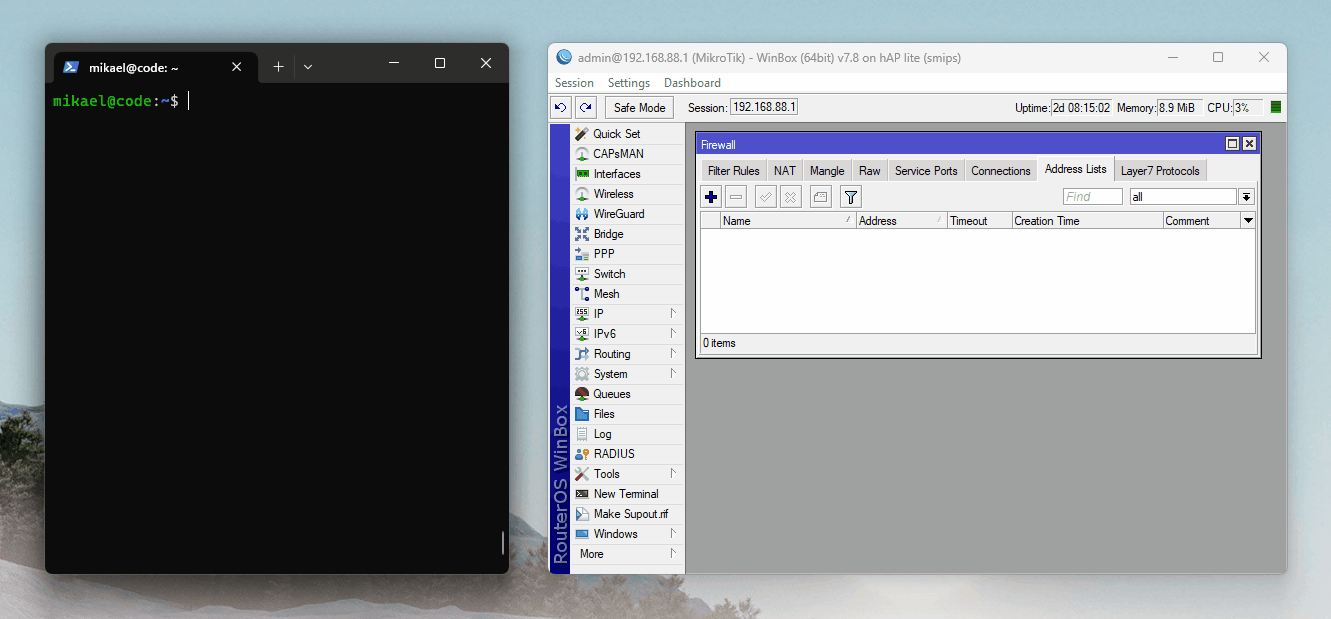 mikael@code: ~
mikael@code:~$
admin@192.168.88.1 (MikroTik) - WinBox (64bit) v7.8 on hAP lite (smips)
Session Settings Dashboard
Safe Mode Session: 192.168.88.1 Uptime: 2d 08:15:02 Memory: 8.9 MiB CPU: 3%
RouterOS WinBox
Quick Set
CAPsMAN
Interfaces
Wireless
WireGuard
Bridge
PPP
Switch
Mesh
IP
IPv6
Routing
System
Queues
Files
Log
RADIUS
Tools
New Terminal
Make Supout.rif
Windows
More
Firewall
Filter Rules NAT Mangle Raw Service Ports Connections Address Lists Layer7 Protocols
Find all
Name Address Timeout Creation Time Comment
0 items